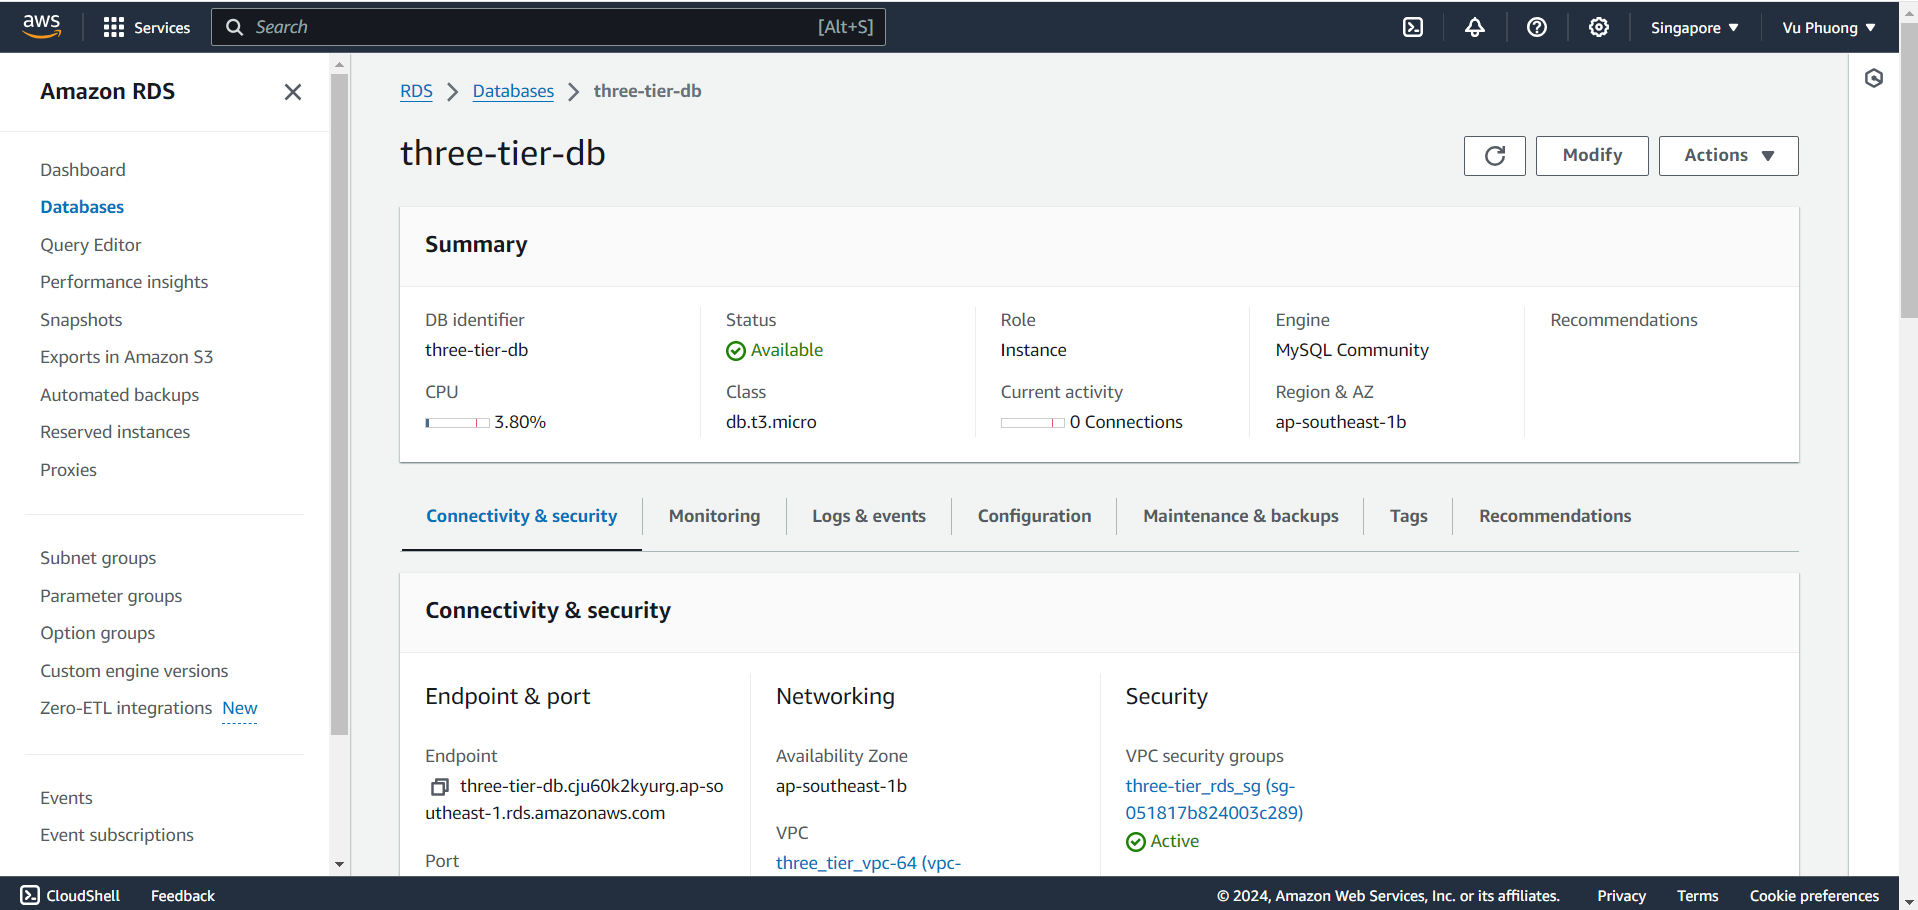 aws
Services
Search
[Alt+S]
Singapore
Vu Phuong
Amazon RDS
Dashboard
Databases
Query Editor
Performance insights
Snapshots
Exports in Amazon S3
Automated backups
Reserved instances
Proxies
Subnet groups
Parameter groups
Option groups
Custom engine versions
Zero-ETL integrations New
Events
Event subscriptions
RDS
Databases
three-tier-db
three-tier-db
Modify
Actions
Summary
DB identifier
three-tier-db
CPU
3.80%
Status
Available
Class
db.t3.micro
Role
Instance
Current activity
0 Connections
Engine
MySQL Community
Region & AZ
ap-southeast-1b
Recommendations
Connectivity & security
Monitoring
Logs & events
Configuration
Maintenance & backups
Tags
Recommendations
Connectivity & security
Endpoint & port
Endpoint
three-tier-db.cju60k2kyurg.ap-so
utheast-1.rds.amazonaws.com
Port
Networking
Availability Zone
ap-southeast-1b
VPC
three_tier_vpc-64 (vpc-
Security
VPC security groups
three-tier_rds_sg (sg-
051817b824003c289)
Active
CloudShell
Feedback
© 2024, Amazon Web Services, Inc. or its affiliates.
Privacy
Terms
Cookie preferences